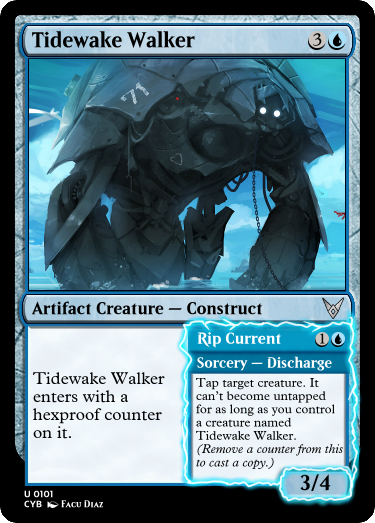 Tidewake Walker 3
7
Artifact Creature — Construct
Tidewake Walker
enters with a
hexproof counter
on it.
Rip Current 1
Sorcery — Discharge
Tap target creature. It
can't become untapped
for as long as you control
a creature named
Tidewake Walker.
(Remove a counter from this
to cast a copy.)
3/4
U 0101
CYB Facu Diaz